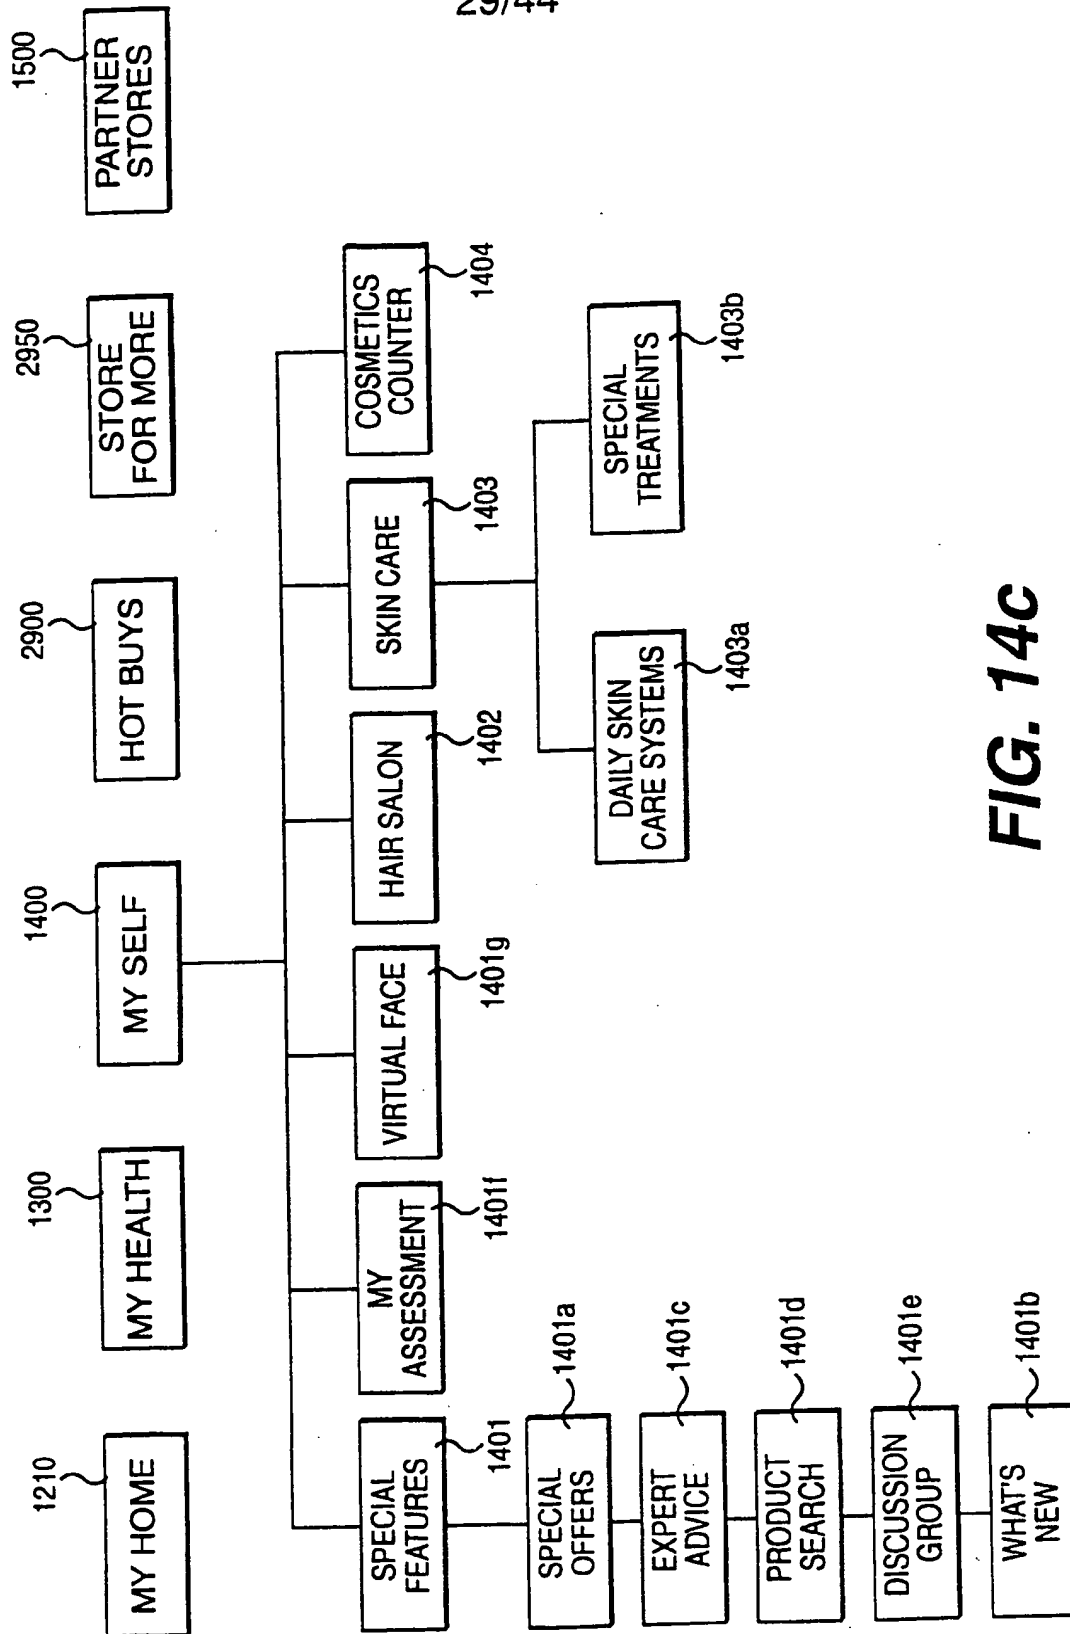 29/44
1210
MY HOME
1300
MY HEALTH
1400
MY SELF
2900
HOT BUYS
2950
STORE
FOR MORE
1500
PARTNER
STORES
SPECIAL
FEATURES
1401
MY
ASSESSMENT
1401f
VIRTUAL FACE
1401g
HAIR SALON
1402
SKIN CARE
1403
COSMETICS
COUNTER
1404
SPECIAL
OFFERS
1401a
EXPERT
ADVICE
1401c
PRODUCT
SEARCH
1401d
DISCUSSION
GROUP
1401e
WHAT'S
NEW
1401b
DAILY SKIN
CARE SYSTEMS
1403a
SPECIAL
TREATMENTS
1403b
FIG. 14c